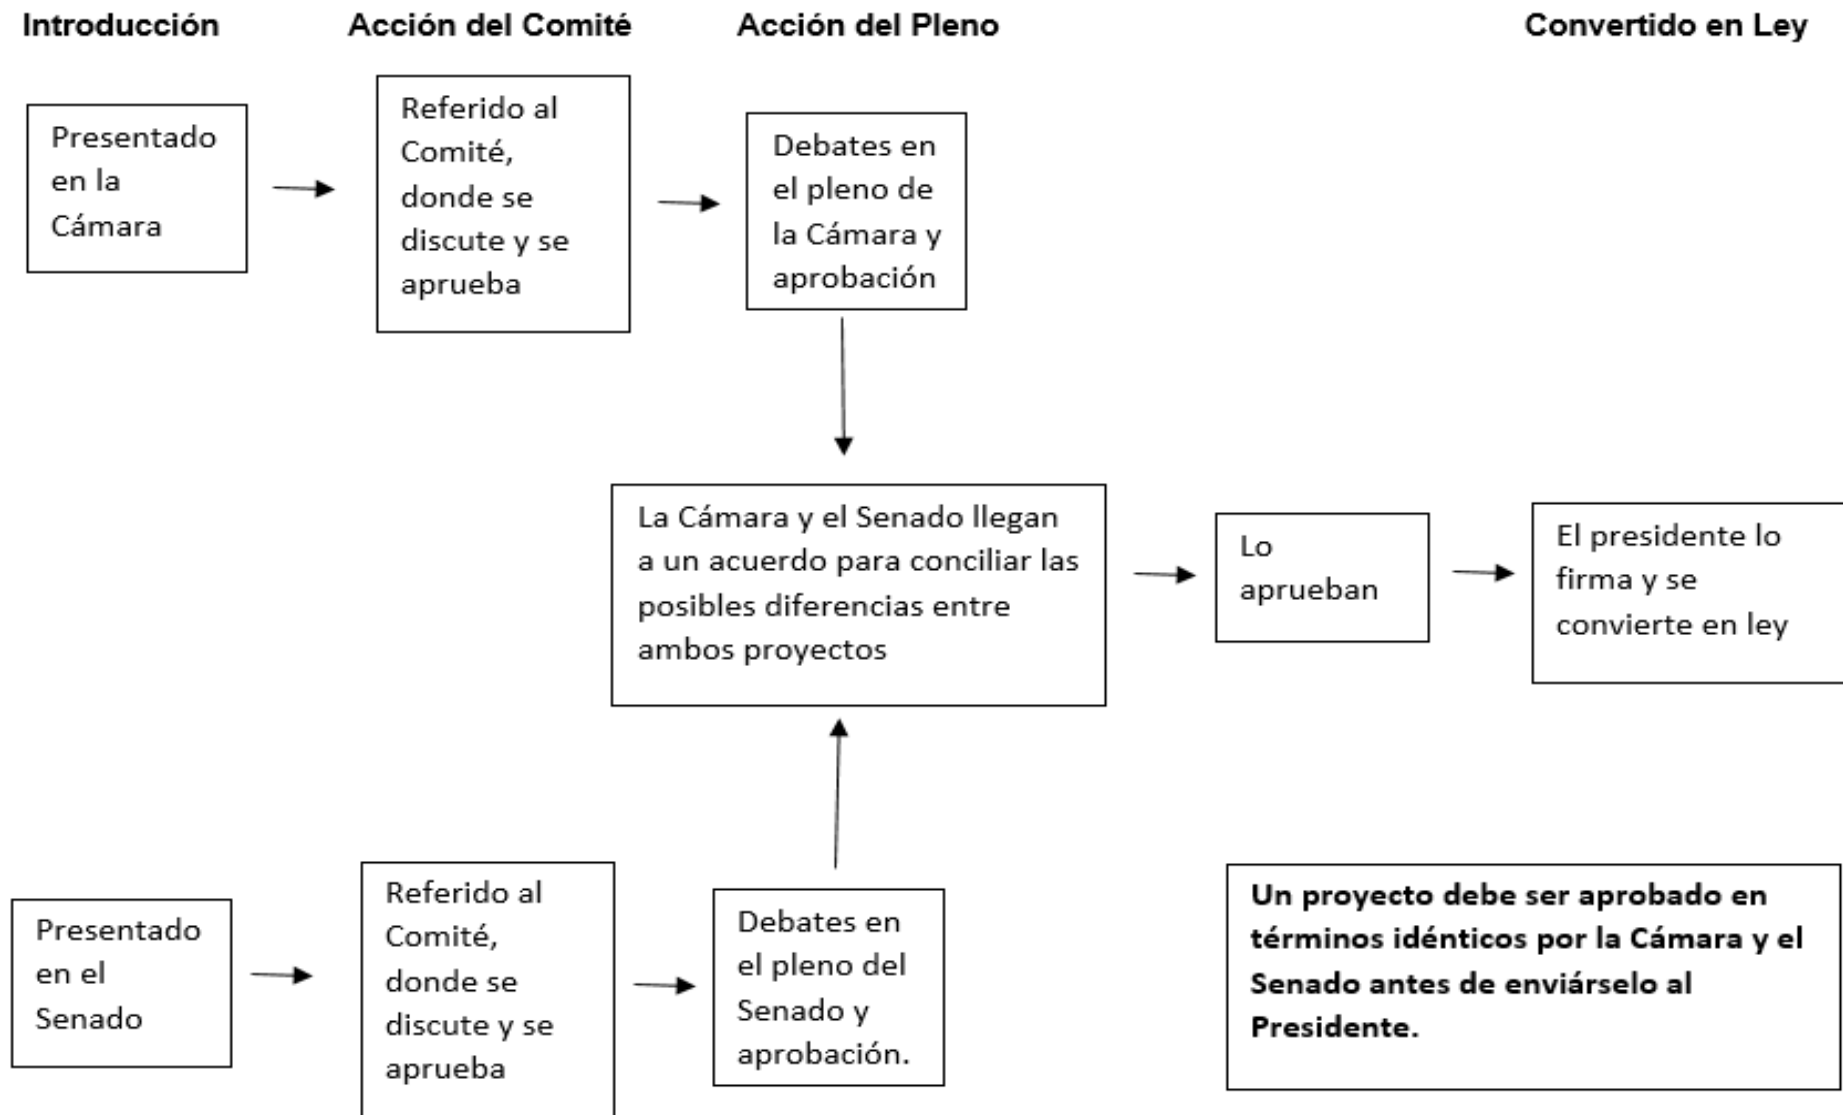 Introducción
Acción del Comité
Acción del Pleno
Convertido en Ley
Presentado
en la
Cámara
Referido al
Comité,
donde se
discute y se
aprueba
Debates en
el pleno de
la Cámara y
aprobación
La Cámara y el Senado llegan
a un acuerdo para conciliar las
posibles diferencias entre
ambos proyectos
Lo
aprueban
El presidente lo
firma y se
convierte en ley
Presentado
en el
Senado
Referido al
Comité,
donde se
discute y se
aprueba
Debates en
el pleno del
Senado y
aprobación.
Un proyecto debe ser aprobado en
términos idénticos por la Cámara y el
Senado antes de enviárselo al
Presidente.